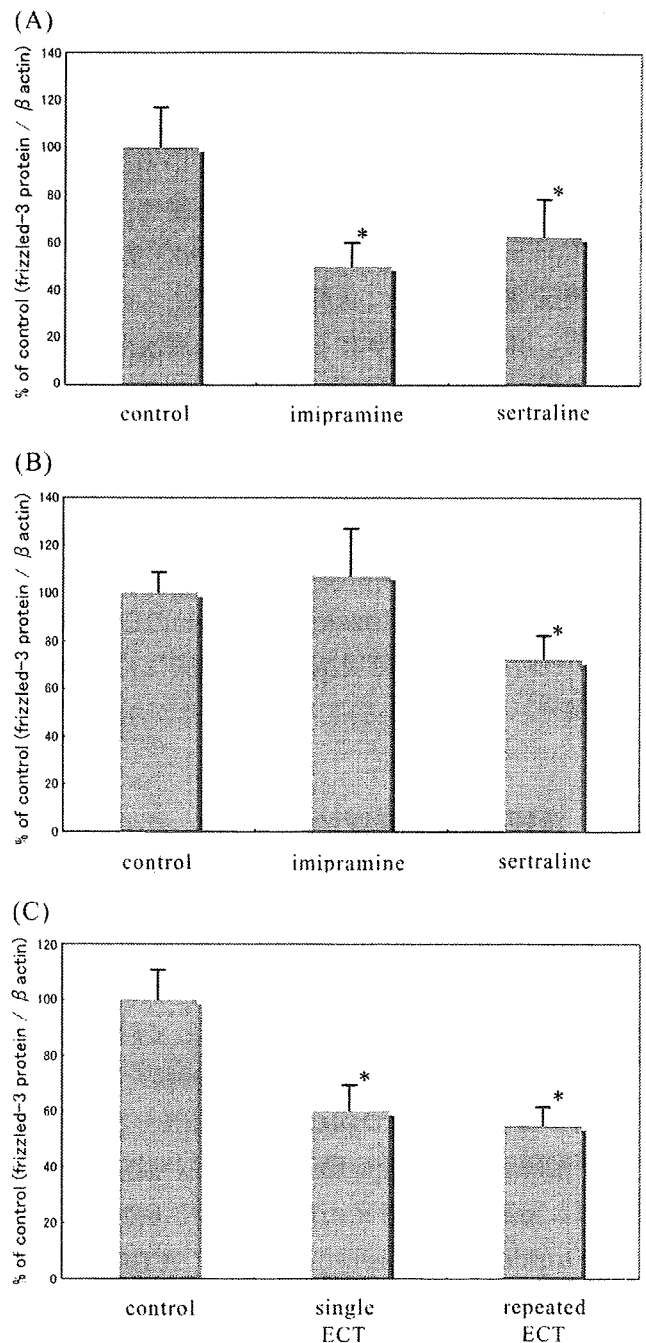 (A)
% of control (frizzled-3 protein / β actin)
140
120
100
80
60
40
20
0
*
*
control imipramine sertraline
(B)
% of control (frizzled-3 protein / β actin)
140
120
100
80
60
40
20
0
*
control imipramine sertraline
(C)
% of control (frizzled-3 protein / β actin)
120
100
80
60
40
20
0
*
*
control single repeated
ECT ECT